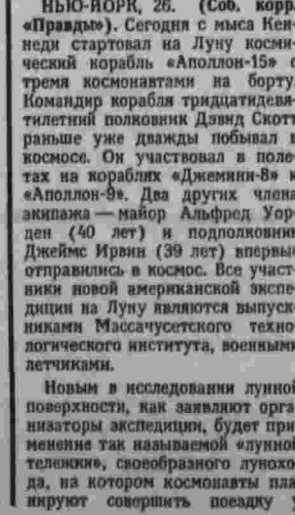 НЬЮ-ЙОРК, 26. (Соб. корр.
«Правды»). Сегодня с мыса Кен-
неди стартовал на Луну косми-
ческий корабль «Аполлон-15» с
тремя космонавтами на борту.
Командир корабля тридцатидевя-
тилетний полковник Дэвид Скотт
раньше уже дважды побывал в
космосе. Он участвовал в поле-
тах на кораблях «Джемини-8» и
«Аполлон-9». Два других члена
экипажа — майор Альфред Уор-
ден (40 лет) и подполковник
Джеймс Ирвин (39 лет) впервые
отправились в космос. Все участ-
ники новой американской экспе-
диции на Луну являются выпуск-
никами Массачусетского техно-
логического института, военными
летчиками.
Новым в исследовании лунной
поверхности, как заявляют орга
низаторы экспедиции, будет при
менение так называемой «лунной
тележки», своеобразного лунохо
да, на котором космонавты пла
нируют совершить поездку